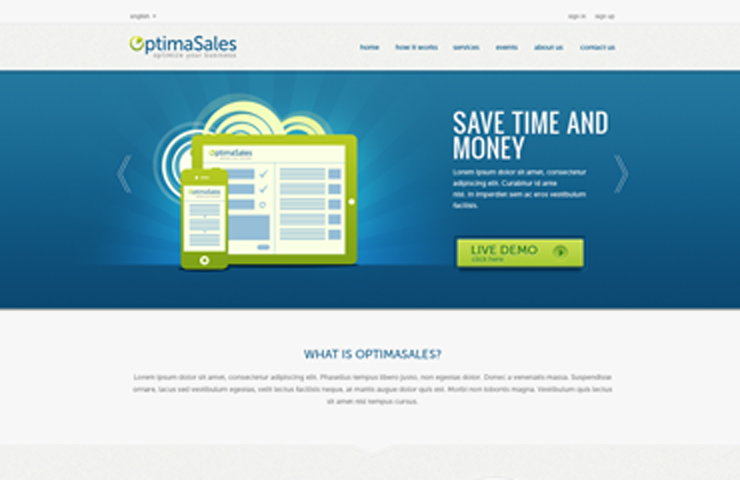 english
sign in sign up
OptimaSales
optimize your business
home how it works services events about us contact us
SAVE TIME AND
MONEY
Lorem ipsum dolor sit amet, consectetur
adipiscing elit. Curabitur id ante
nisl. In imperdiet sem ac eros vestibulum
facilisis.
OptimaSales
OptimaSales
LIVE DEMO
click here
WHAT IS OPTIMASALES?
Lorem ipsum dolor sit amet, consectetur adipiscing elit. Phasellus tempus libero justo, non egestas dolor. Donec a venenatis massa. Suspendisse
ornare, lacus sed vestibulum egestas, velit lectus facilisis neque, at mattis augue dolor quis est. Morbi non lobortis magna. Vestibulum quis lectus
sit amet nisl tempus cursus.